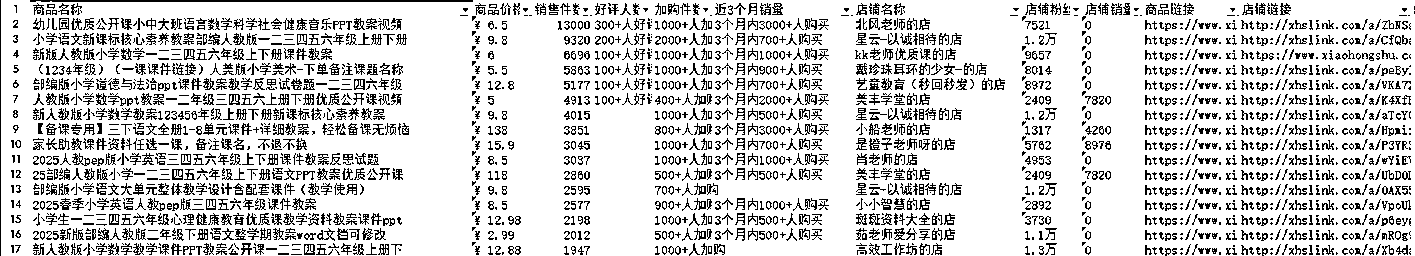 1 商品名称 商品价格 销售件数 好评人数 加购件数 近3个月销量 店铺名称 店铺粉丝 店铺销量 商品链接 店铺链接
2 幼儿园优质公开课小中大班语言数学科学社会健康音乐PPT教案视频 ¥ 6.5 13000 300+人好评 1000+人加购 3个月内3000+人购买 北风老师的店 7521 0 https://www.xi http://xhslink.com/a/
3 小学语文新课标核心素养教案部编人教版一二三四五六年级上册下册 ¥ 9.8 9320 200+人好评 2000+人加购 3个月内700+人购买 星云-以诚相待的店 1.2万 0 https://www.xi http://xhslink.com/a/
4 新版人教版小学数学一二三四五六年级上下册课件教案 ¥ 6 6696 100+人好评 1000+人加购 3个月内1000+人购买 kk老师优质课的店 9657 0 https://www.xi https://www.xiaohongshu.c
5 (1234年级)(一课课件链接)人美版小学美术-下单备注课题名称 ¥ 5.5 5863 100+人好评 1000+人加购 3个月内900+人购买 戴珍珠耳环的少女-的店 8014 0 https://www.xi http://xhslink.com/a/
6 部编版小学道德与法治ppt课件教案教学反思试卷题一二三四六年级 ¥ 12.8 5177 100+人好评 1000+人加购 3个月内700+人购买 艺盛教育(秒回秒发)的店 8972 0 https://www.xi http://xhslink.com/a/
7 人教版小学数学ppt教案一二年级三四五六上册下册优质公开课视频 ¥ 5 4913 100+人好评 400+人加购 3个月内2000+人购买 美丰学堂的店 2409 7820 https://www.xi http://xhslink.com/a/
8 新人教版小学数学教案123456年级上册下册新课标核心素养教案 ¥ 9.8 4015 1000+人加购 3个月内1000+人购买 星云-以诚相待的店 1.2万 0 https://www.xi http://xhslink.com/a/
9 【备课专用】三下语文全册1-8单元课件+详细教案,轻松备课无烦恼 ¥ 138 3851 800+人加购 3个月内3000+人购买 小船老师的店 1317 4260 https://www.xi http://xhslink.com/a/
10 家长助教课件资料任选一课,备注课名,不退不换 ¥ 15.9 3045 1000+人加购 3个月内700+人购买 是橙子老师呀的店 5762 8976 https://www.xi http://xhslink.com/a/
11 2025人教pep版小学英语三四五六年级上下册课件教案反思试题 ¥ 8.5 3037 1000+人加购 3个月内1000+人购买 肖老师的店 4953 0 https://www.xi http://xhslink.com/a/
12 25部编人教版小学语文一二三四五六年级上下册语文PPT教案优质公开课 ¥ 118 2860 500+人加购 3个月内500+人购买 美丰学堂的店 2409 7820 https://www.xi http://xhslink.com/a/
13 部编版小学语文大单元整体教学设计含配套课件(教学使用) ¥ 9.8 2595 700+人加购 星云-以诚相待的店 1.2万 0 https://www.xi http://xhslink.com/a/
14 2025春季小学英语人教pep版三四五六年级课件教案 ¥ 8.5 2577 900+人加购 3个月内1000+人购买 小小智慧的店 2892 0 https://www.xi http://xhslink.com/a/
15 小学生一二三四五六年级心理健康教育优质课教学资料教案课件ppt ¥ 12.98 2198 1000+人加购 3个月内500+人购买 斑斑资料大全的店 3730 0 https://www.xi http://xhslink.com/a/
16 2025新版部编人教版二年级下册语文整学期教案word文档可修改 ¥ 2.99 2012 500+人加购 3个月内500+人购买 茹老师爱分享的店 1.1万 0 https://www.xi http://xhslink.com/a/
17 新人教版小学数学教学课件PPT教案公开课一二三四五六年级上册下 ¥ 12.88 1947 1000+人加购 高效工作坊的店 1.3万 0 https://www.xi http://xhslink.com/a/